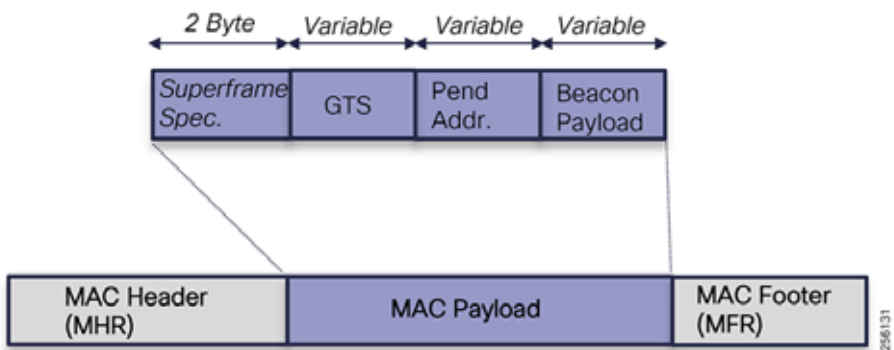 2 Byte Variable Variable Variable
Superframe
Spec.
GTS
Pend
Addr.
Beacon
Payload
MAC Header
(MHR)
MAC Payload
MAC Footer
(MFR)
256131